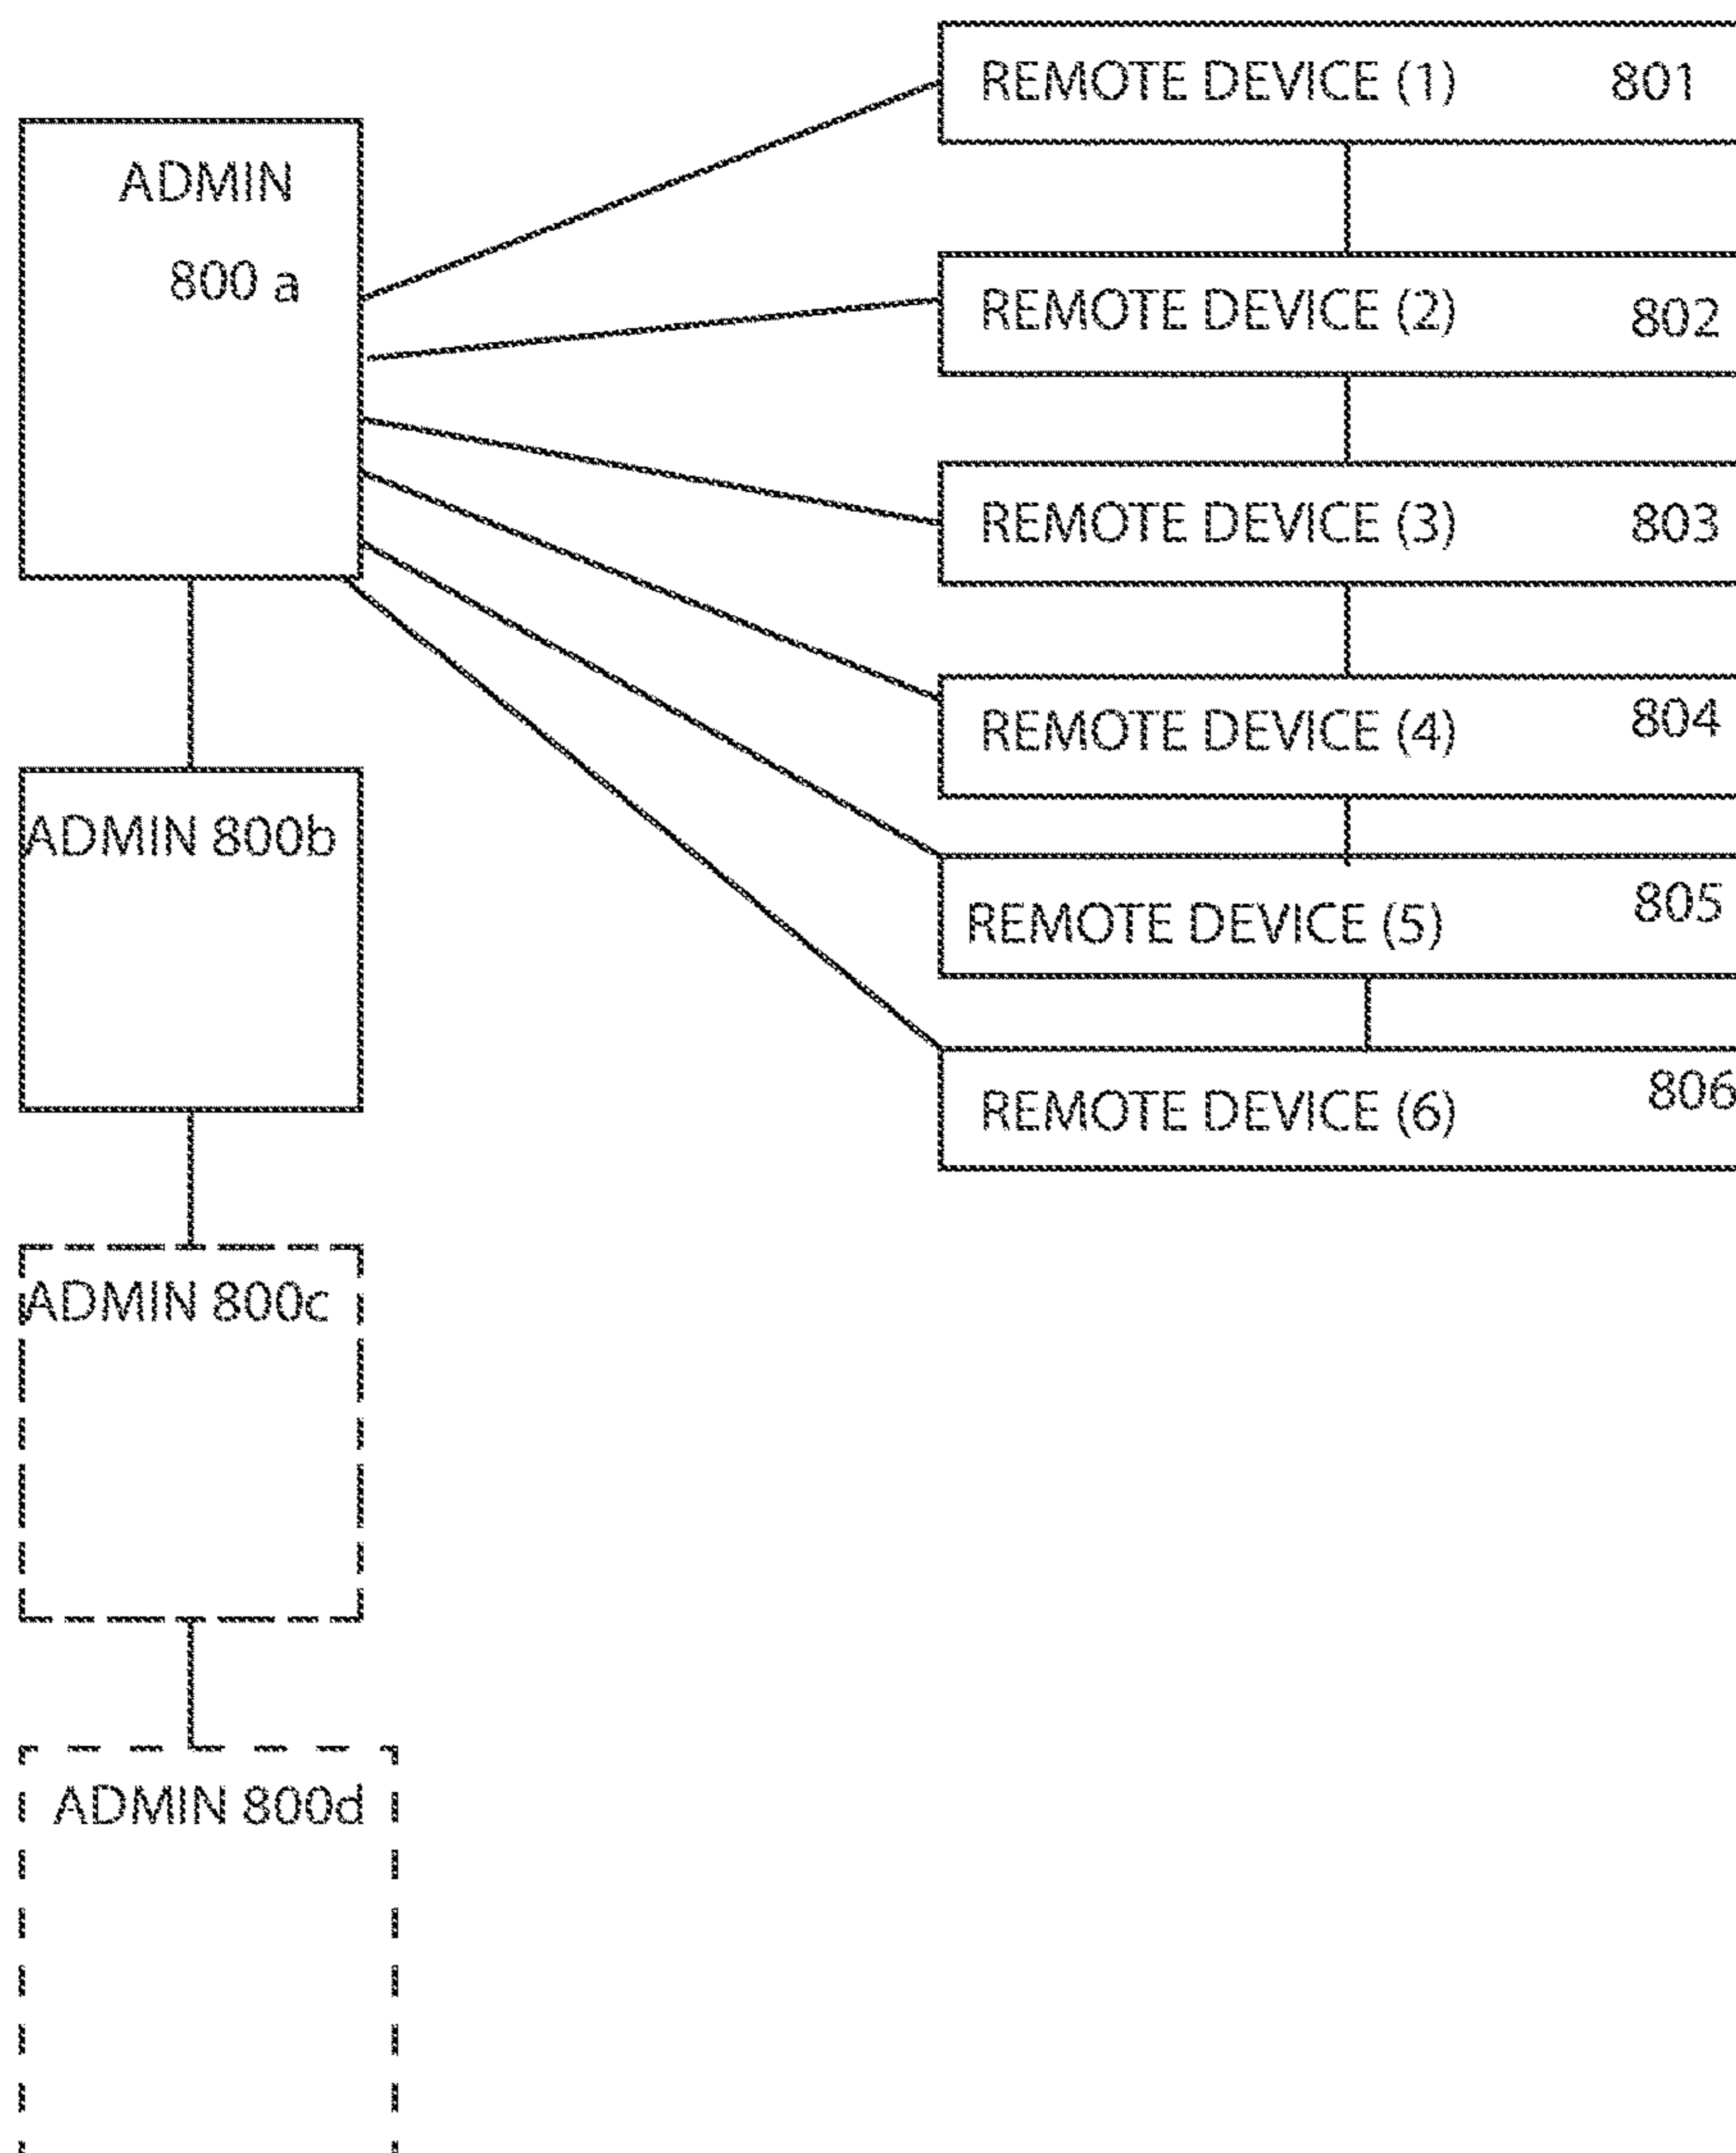 ADMIN
800 a
REMOTE DEVICE (1) 801
REMOTE DEVICE (2) 802
REMOTE DEVICE (3) 803
REMOTE DEVICE (4) 804
REMOTE DEVICE (5) 805
REMOTE DEVICE (6) 806
ADMIN 800b
ADMIN 800c
ADMIN 800d